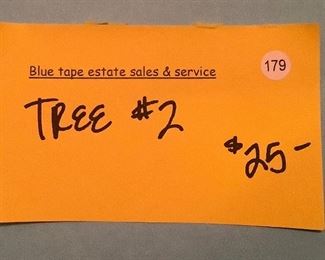 Blue tape estate sales & service
179
TREE #2
$25-